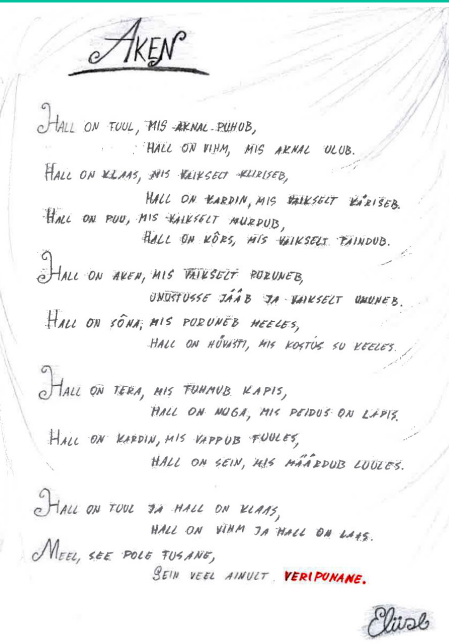 AKEN
HALL ON TUUL, MIS AKNAL PUHUB,
HALL ON VIHM, MIS AKNAL ULUB.
HALL ON KLAAS, MIS VAIKSELT KLIRISEB,
HALL ON KARDIN, MIS VAIKSELT KÄRISEB.
HALL ON PUU, MIS VAIKSELT MURDUB,
HALL ON KÕRS, MIS VAIKSELT PAINDUB.
HALL ON AKEN, MIS VAIKSELT PURUNEB,
UNUSTUSSE JÄÄB JA VAIKSELT UNUNEB.
HALL ON SÕNA, MIS PURUNEB MEELES,
HALL ON HÜVASTI, MIS KOSTUS SU KEELES.
HALL ON TERA, MIS TUHMUB KAPIS,
HALL ON NUGA, MIS PEIDUS ON LAPIS.
HALL ON KARDIN, MIS VAPPUB TUULES,
HALL ON SEIN, MIS MÄÄRDUB LUULES.
HALL ON TUUL JA HALL ON KLAAS,
HALL ON VIHM JA HALL ON LAAS.
MEEL, SEE POLE TUSANE,
SEIN VEEL AINULT VERIPUNANE.